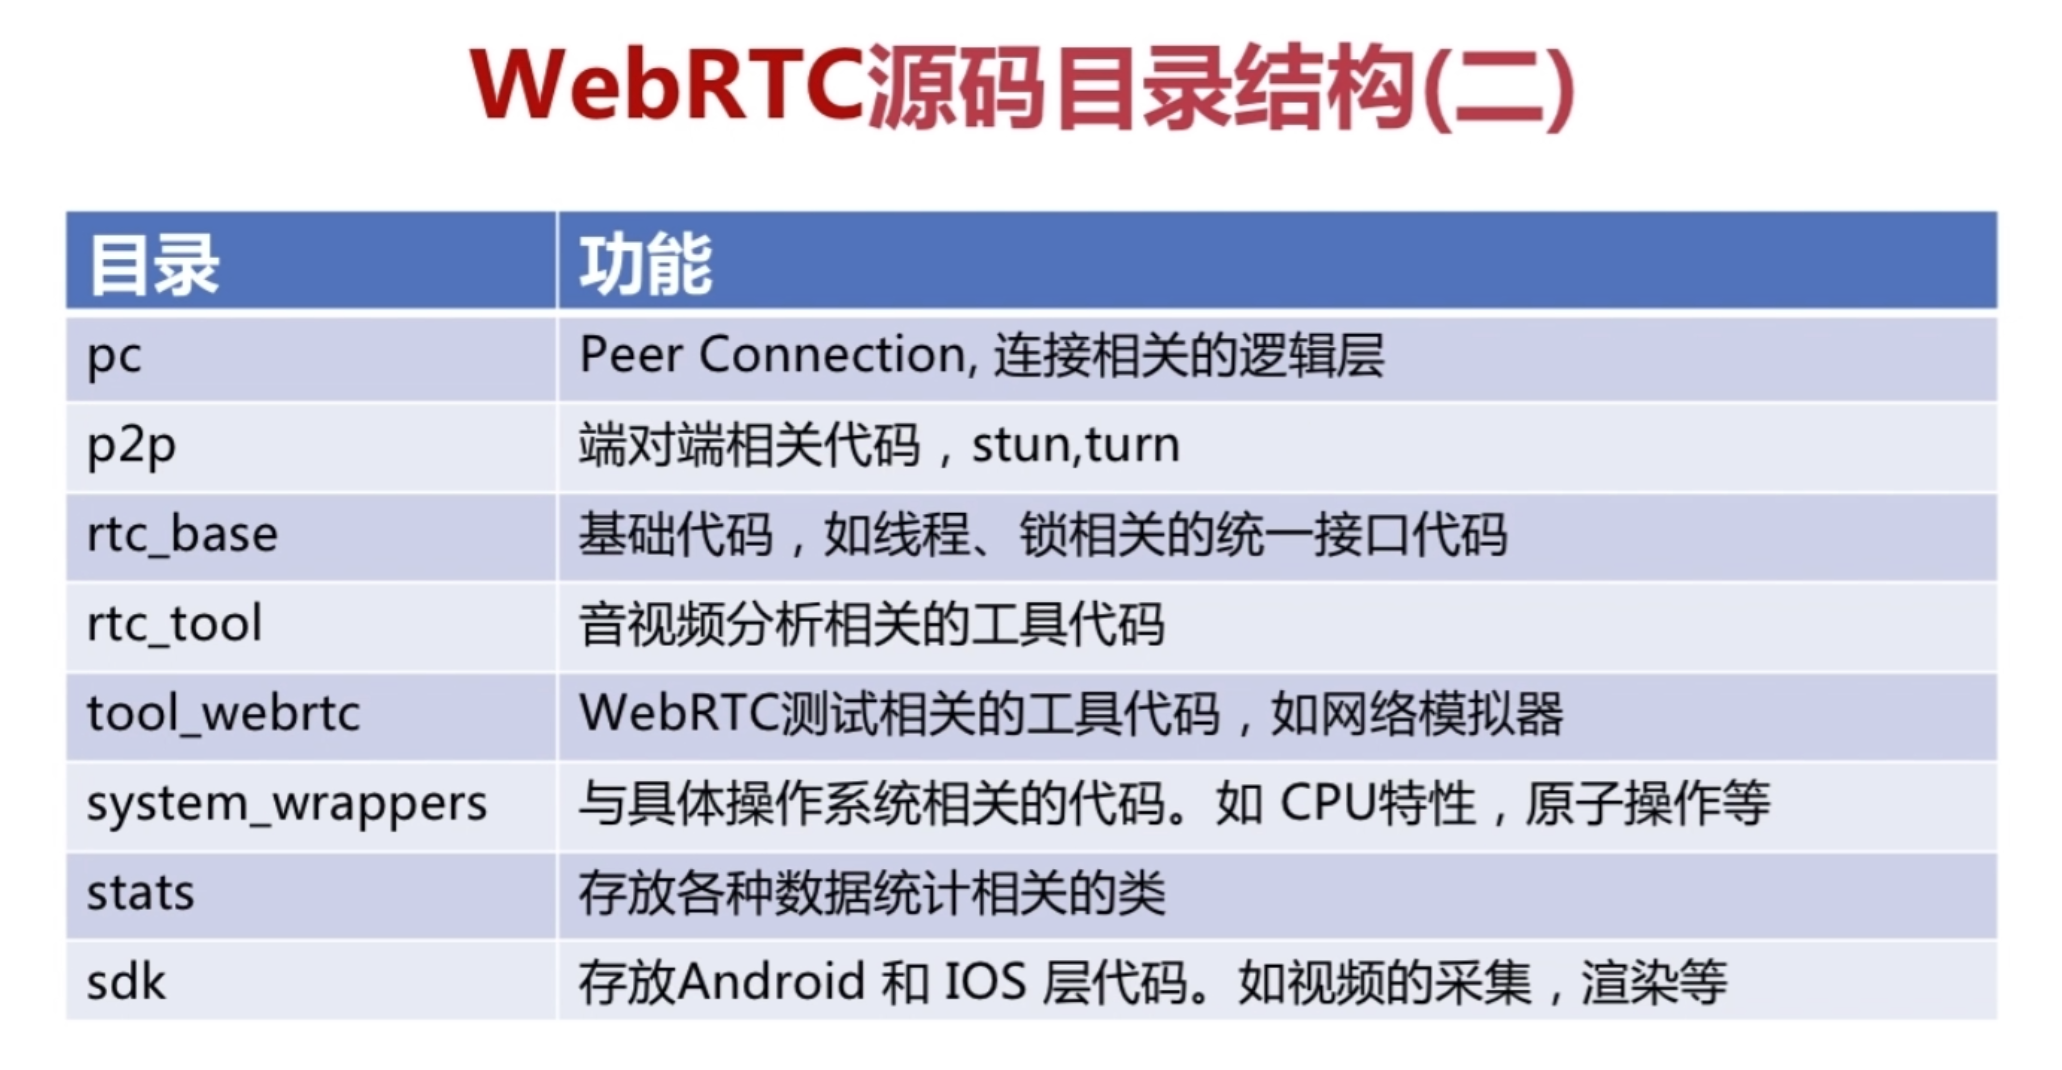 WebRTC源码目录结构(二)
目录 功能
pc Peer Connection, 连接相关的逻辑层
p2p 端对端相关代码，stun,turn
rtc_base 基础代码，如线程、锁相关的统一接口代码
rtc_tool 音视频分析相关的工具代码
tool_webrtc WebRTC测试相关的工具代码，如网络模拟器
system_wrappers 与具体操作系统相关的代码。如 CPU特性，原子操作等
stats 存放各种数据统计相关的类
sdk 存放Android 和 IOS 层代码。如视频的采集，渲染等